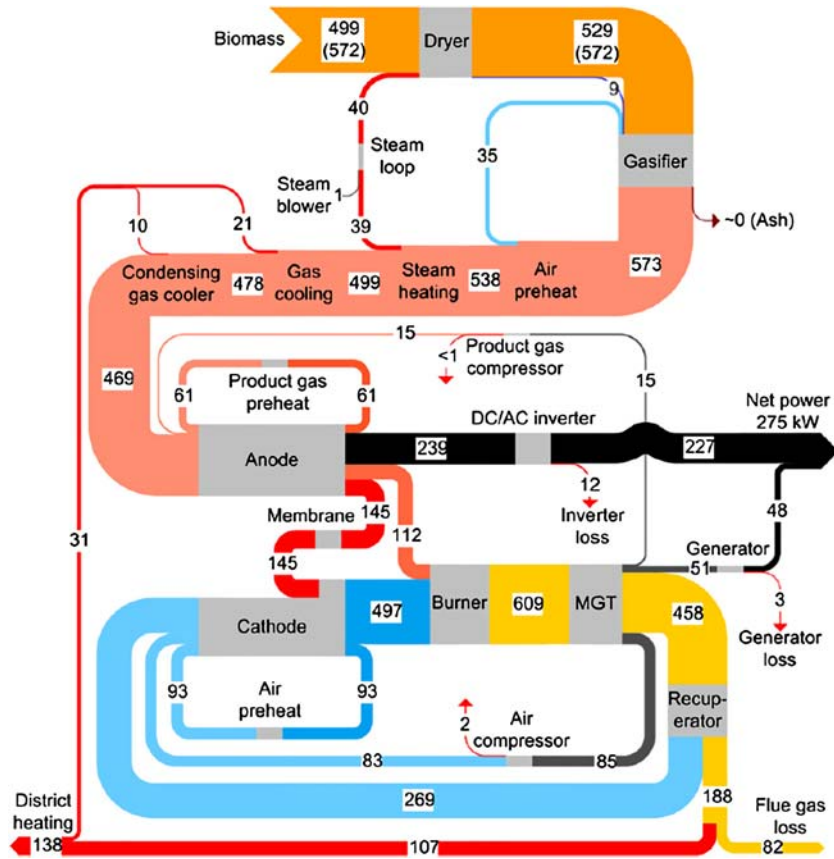 Biomass
499
(572)
Dryer
529
(572)
40
9
Steam
loop
35
Gasifier
Steam
blower
1
39
~0 (Ash)
10
21
Condensing
gas cooler
478
Gas
cooling
499
Steam
heating
538
Air
preheat
573
15
<1
Product gas
compressor
15
469
61
Product gas
preheat
61
Net power
275 kW
DC/AC inverter
Anode
239
227
12
Inverter
loss
48
Membrane
145
112
31
145
Generator
51
3
Generator
loss
Cathode
497
Burner
609
MGT
458
93
Air
preheat
93
Recup-
erator
2
Air
compressor
83
85
269
188
District
heating
138
107
Flue gas
loss
82